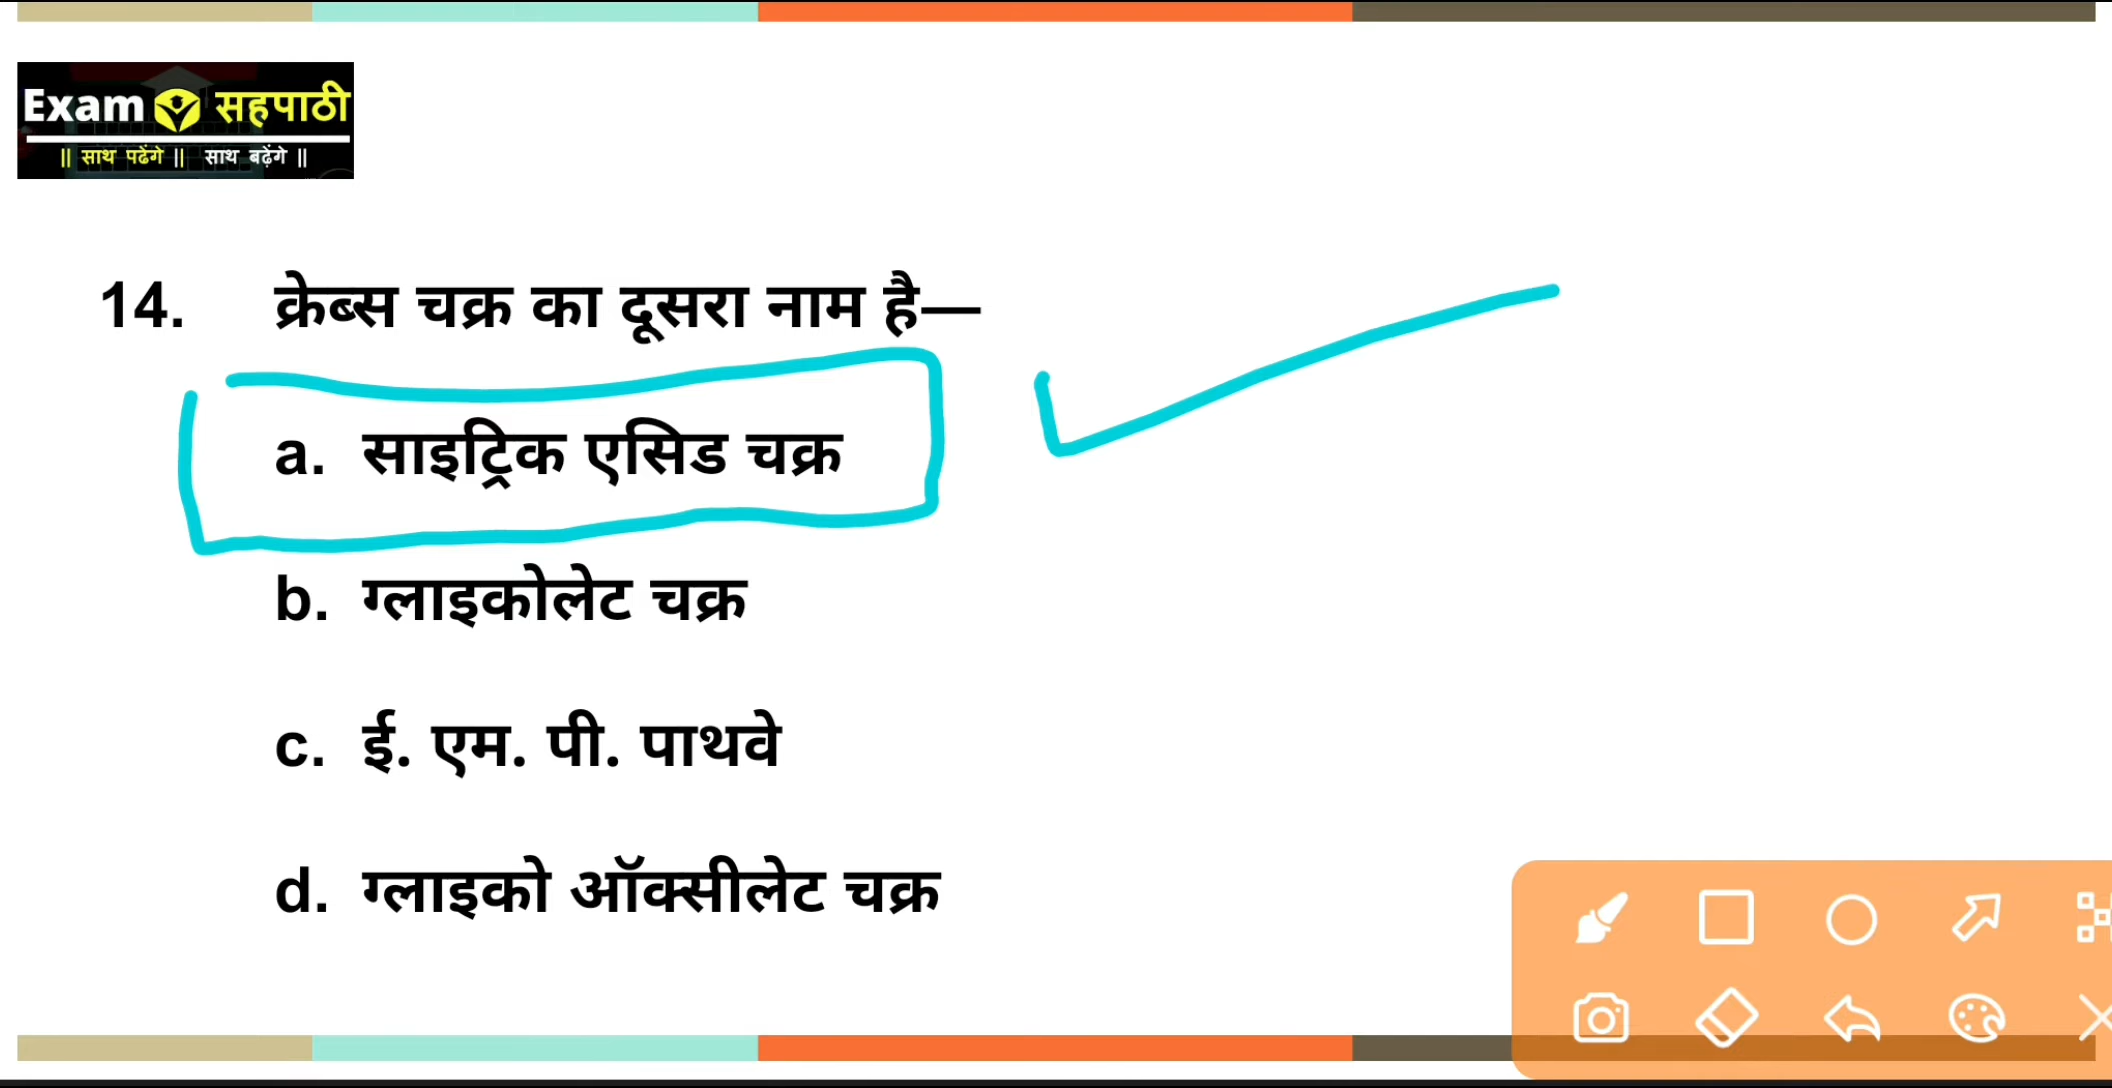 Exam सहपाठी
|| साथ पढेंगे || साथ बढ़ेंगे ||
14. क्रेब्स चक्र का दूसरा नाम है—
a. साइट्रिक एसिड चक्र
b. ग्लाइकोलेट चक्र
c. ई. एम. पी. पाथवे
d. ग्लाइको ऑक्सीलेट चक्र